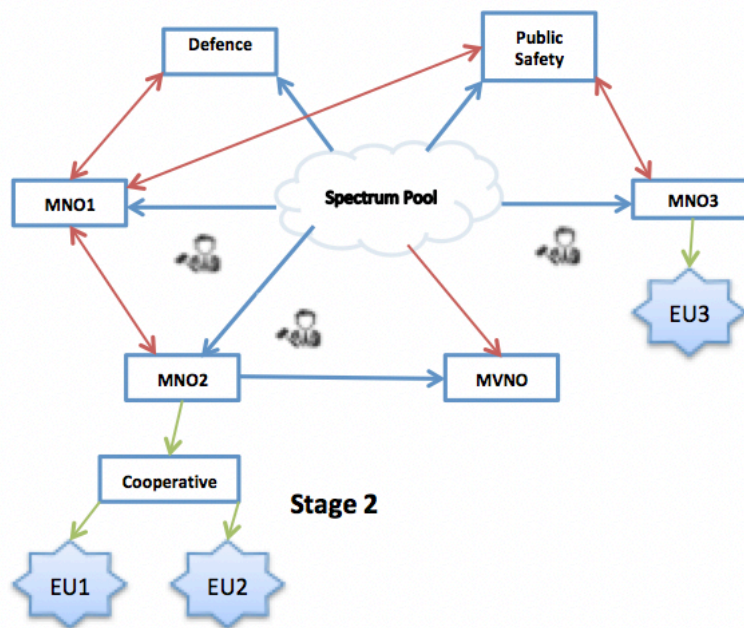 Defence
Public
Safety
MNO1
Spectrum Pool
MNO3
EU3
MNO2
MVNO
Cooperative
Stage 2
EU1
EU2